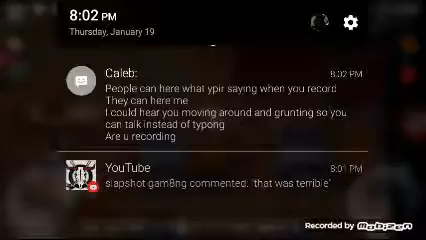 8:02 PM
Thursday, January 19
Caleb:
8:02 PM
People can here what ypir saying when you record
They can here me
I could hear you moving around and grunting so you
can talk instead of typong
Are u recording
YouTube
8:01 PM
slapshot gam8ng commented: "that was terrible"
Recorded by Mobizen